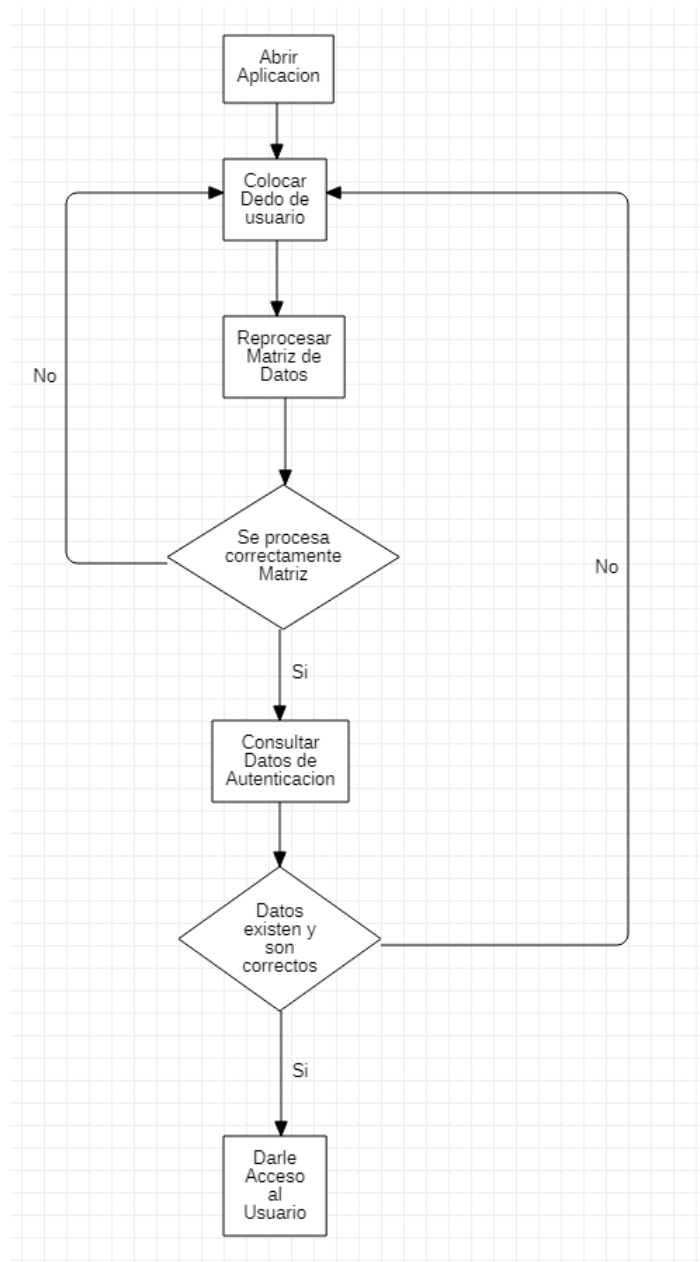 Abrir
Aplicacion
Colocar
Dedo de
usuario
Reprocesar
Matriz de
Datos
No
Se procesa
correctamente
Matriz
No
Si
Consultar
Datos de
Autenticacion
Datos
existen y
son
correctos
Si
Darle
Acceso
al
Usuario